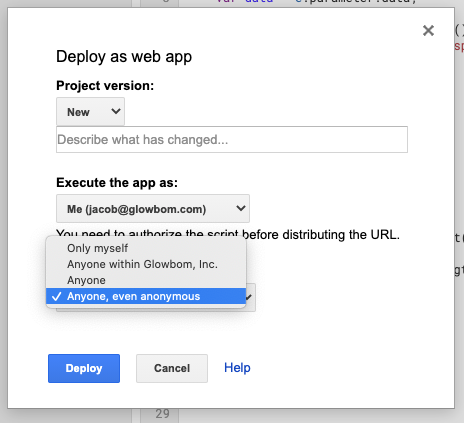 var data = e.parameter.data;
Deploy as web app
Project version:
New
Describe what has changed...
Execute the app as:
Me (jacob@glowbom.com)
You need to authorize the script before distributing the URL.
Only myself
Anyone within Glowbom, Inc.
Anyone
✓ Anyone, even anonymous
Deploy
Cancel
Help
29